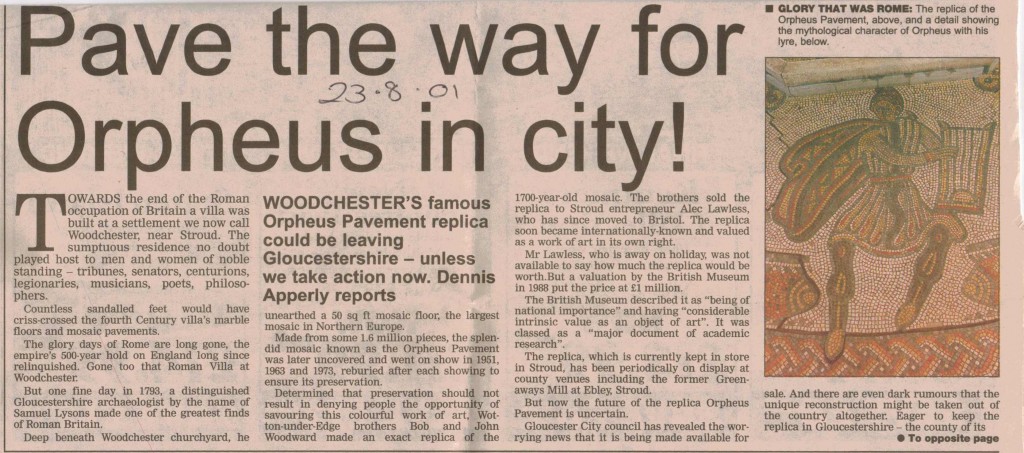 Pave the way for
Orpheus in city!
23.8.01
■ GLORY THAT WAS ROME: The replica of the
Orpheus Pavement, above, and a detail showing
the mythological character of Orpheus with his
lyre, below.
TOWARDS the end of the Roman
occupation of Britain a villa was
built at a settlement we now call
Woodchester, near Stroud. The
sumptuous residence no doubt
played host to men and women of noble
standing – tribunes, senators, centurions,
legionaries, musicians, poets, philoso-
phers.
Countless sandalled feet would have
criss-crossed the fourth Century villa's marble
floors and mosaic pavements.
The glory days of Rome are long gone, the
empire's 500-year hold on England long since
relinquished. Gone too that Roman Villa at
Woodchester.
But one fine day in 1793, a distinguished
Gloucestershire archaeologist by the name of
Samuel Lysons made one of the greatest finds
of Roman Britain.
Deep beneath Woodchester churchyard, he
WOODCHESTER'S famous
Orpheus Pavement replica
could be leaving
Gloucestershire – unless
we take action now. Dennis
Apperly reports
unearthed a 50 sq ft mosaic floor, the largest
mosaic in Northern Europe.
Made from some 1.6 million pieces, the splen-
did mosaic known as the Orpheus Pavement
was later uncovered and went on show in 1951,
1963 and 1973, reburied after each showing to
ensure its preservation.
Determined that preservation should not
result in denying people the opportunity of
savouring this colourful work of art, Wot-
ton-under-Edge brothers Bob and John
Woodward made an exact replica of the
1700-year-old mosaic. The brothers sold the
replica to Stroud entrepreneur Alec Lawless,
who has since moved to Bristol. The replica
soon became internationally-known and valued
as a work of art in its own right.
Mr Lawless, who is away on holiday, was not
available to say how much the replica would be
worth.But a valuation by the British Museum
in 1988 put the price at £1 million.
The British Museum described it as "being of
national importance" and having "considerable
intrinsic value as an object of art". It was
classed as a "major document of academic
research".
The replica, which is currently kept in store
in Stroud, has been periodically on display at
county venues including the former Green-
aways Mill at Ebley, Stroud.
But now the future of the replica Orpheus
Pavement is uncertain.
Gloucester City council has revealed the wor-
rying news that it is being made available for
sale. And there are even dark rumours that the
unique reconstruction might be taken out of
the country altogether. Eager to keep the
replica in Gloucestershire – the county of its
● To opposite page